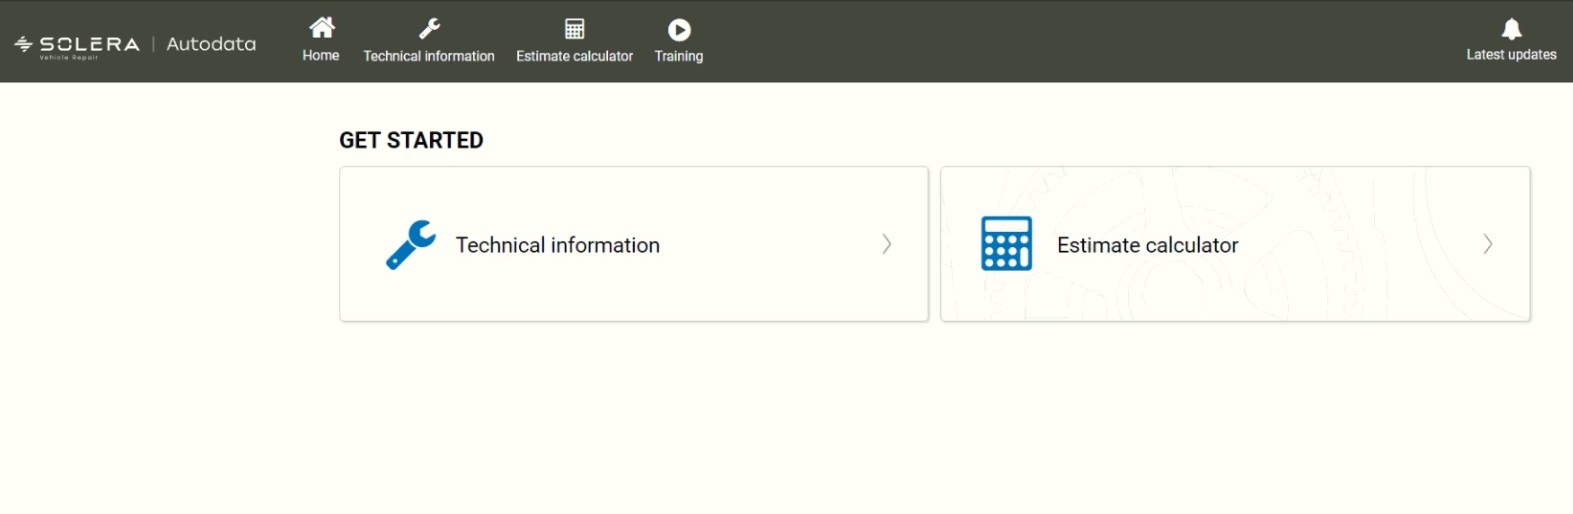 SOLERA | Autodata
Vehicle Repair
Home
Technical information
Estimate calculator
Training
Latest updates
GET STARTED
Technical information
Estimate calculator